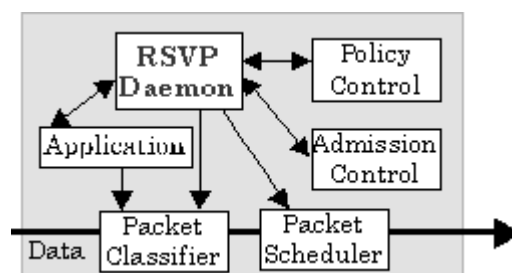 RSVP
Daemon
Policy
Control
Application
Admission
Control
Data
Packet
Classifier
Packet
Scheduler